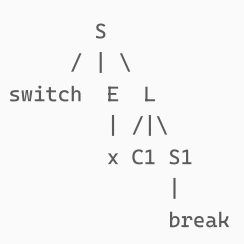 S
/ | \
switch E L
| /|\
x C1 S1
|
break